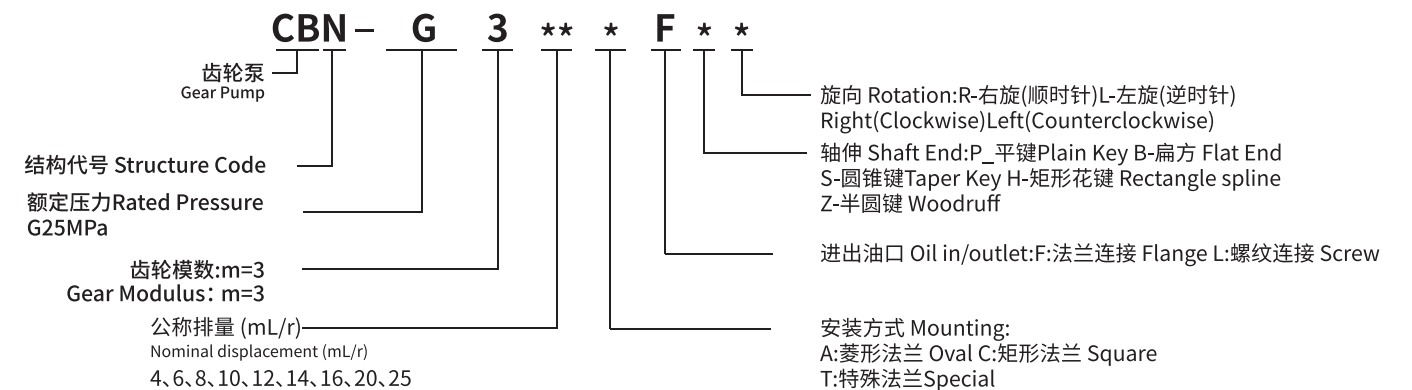 CBN- G 3 ** * F * *
齿轮泵
Gear Pump
结构代号 Structure Code
额定压力Rated Pressure
G25MPa
齿轮模数:m=3
Gear Modulus：m=3
公称排量 (mL/r)
Nominal displacement (mL/r)
4、6、8、10、12、14、16、20、25
旋向 Rotation:R-右旋(顺时针)L-左旋(逆时针)
Right(Clockwise)Left(Counterclockwise)
轴伸 Shaft End:P_平键Plain Key B-扁方 Flat End
S-圆锥键Taper Key H-矩形花键 Rectangle spline
Z-半圆键 Woodruff
进出油口 Oil in/outlet:F:法兰连接 Flange L:螺纹连接 Screw
安装方式 Mounting:
A:菱形法兰 Oval C:矩形法兰 Square
T:特殊法兰Special